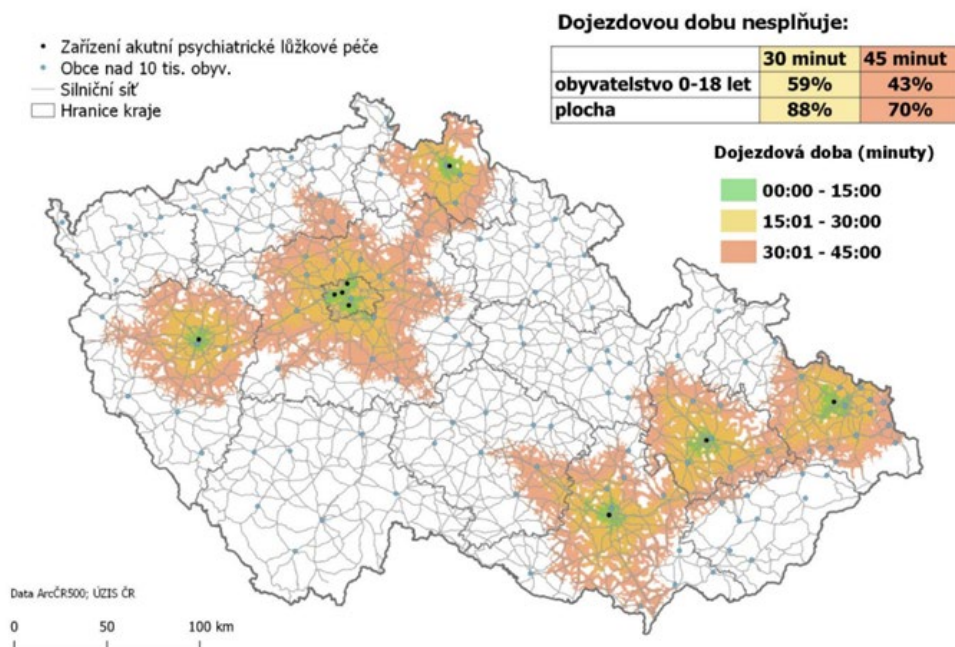 Dojezdovou dobu nesplňuje:
30 minut 45 minut
obyvatelstvo 0-18 let 59% 43%
plocha 88% 70%
Zařízení akutní psychiatrické lůžkové péče
Obce nad 10 tis. obyv.
Silniční síť
Hranice kraje
Dojezdová doba (minuty)
00:00 - 15:00
15:01 - 30:00
30:01 - 45:00
Data ArcČR500; ÚZIS ČR
0 50 100 km